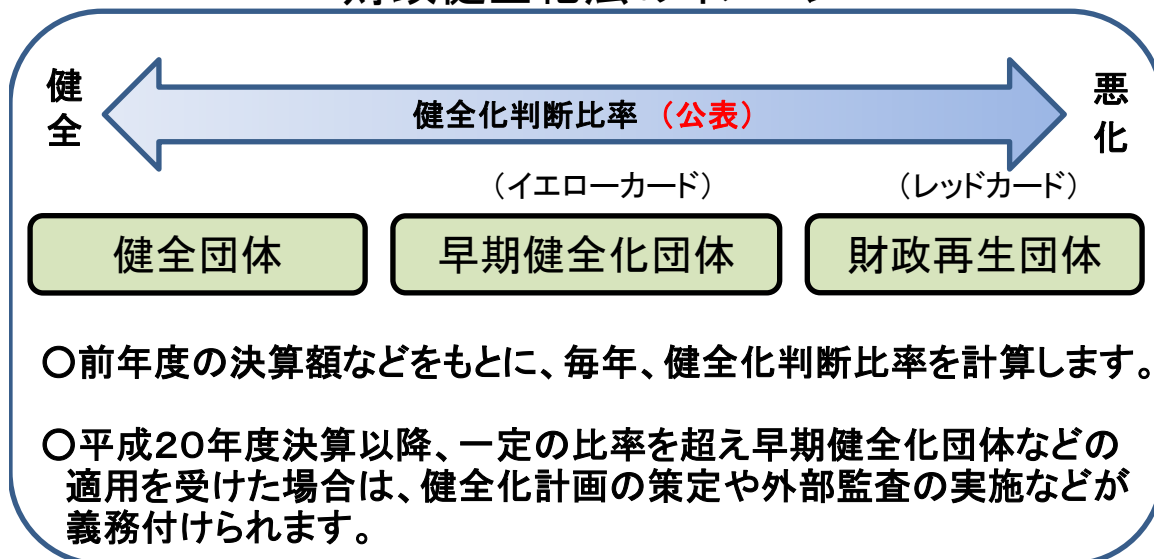 健全
悪化
健全化判断比率（公表）
（イエローカード）
（レッドカード）
健全団体
早期健全化団体
財政再生団体
〇前年度の決算額などをもとに、毎年、健全化判断比率を計算します。
〇平成２０年度決算以降、一定の比率を超え早期健全化団体などの
適用を受けた場合は、健全化計画の策定や外部監査の実施などが
義務付けられます。